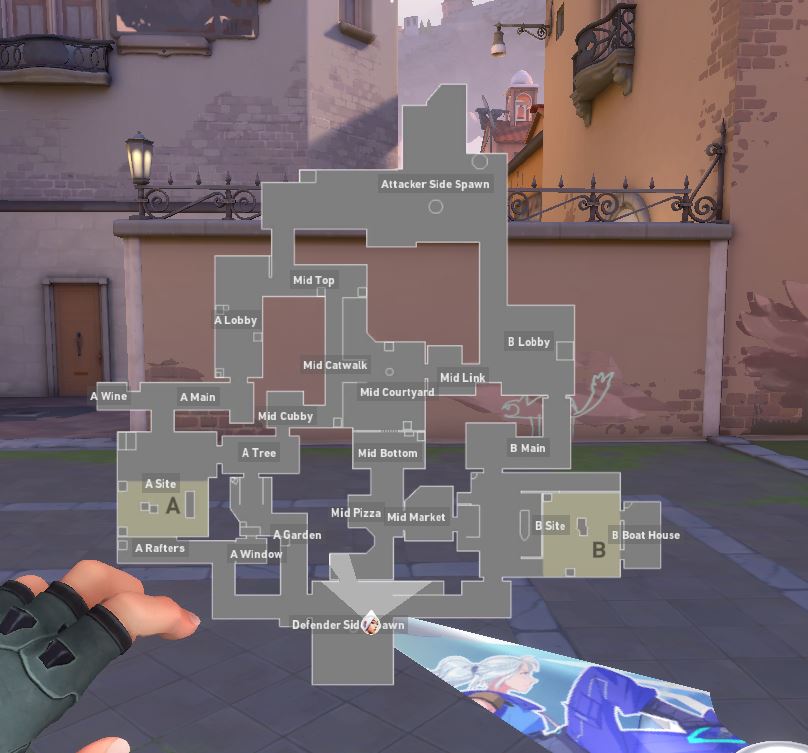 Attacker Side Spawn
Mid Top
A Lobby
B Lobby
Mid Catwalk
Mid Link
A Wine
A Main
Mid Courtyard
Mid Cubby
B Main
A Tree
Mid Bottom
A Site
A
Mid Pizza
Mid Market
B Site
A Garden
B Boat House
A Rafters
A Window
B
Defender Side Spawn